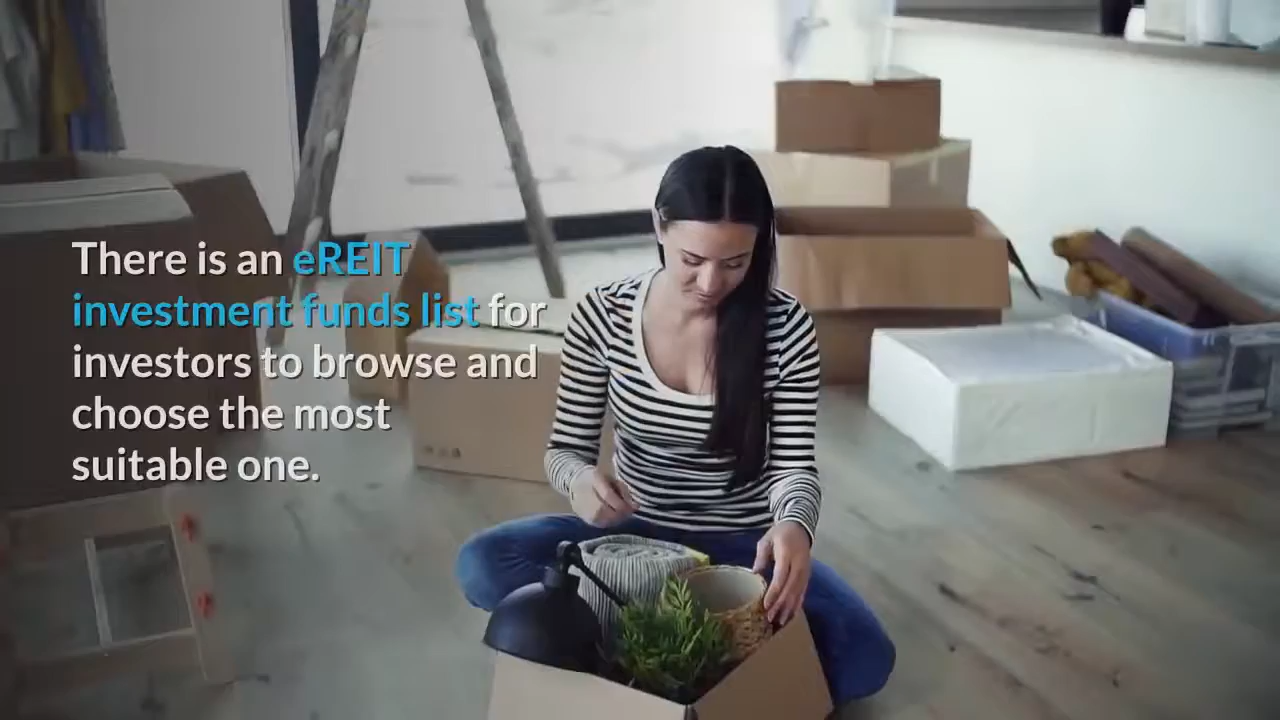 There is an eREIT
investment funds list for
investors to browse and
choose the most
suitable one.